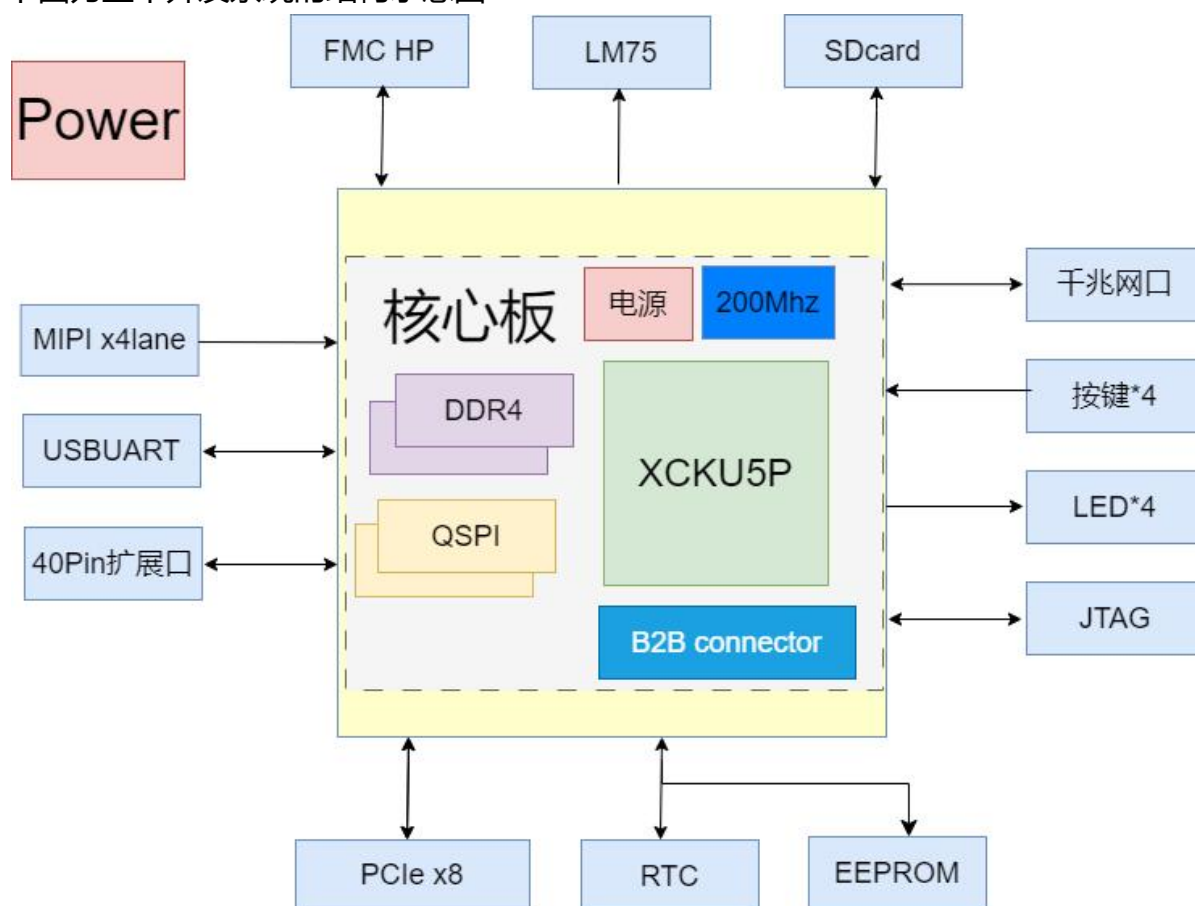 FMC HP
LM75
SDcard
Power
核心板
电源
200Mhz
千兆网口
MIPI x4lane
DDR4
按键*4
USBUART
XCKU5P
QSPI
LED*4
40Pin扩展口
B2B connector
JTAG
PCIe x8
RTC
EEPROM